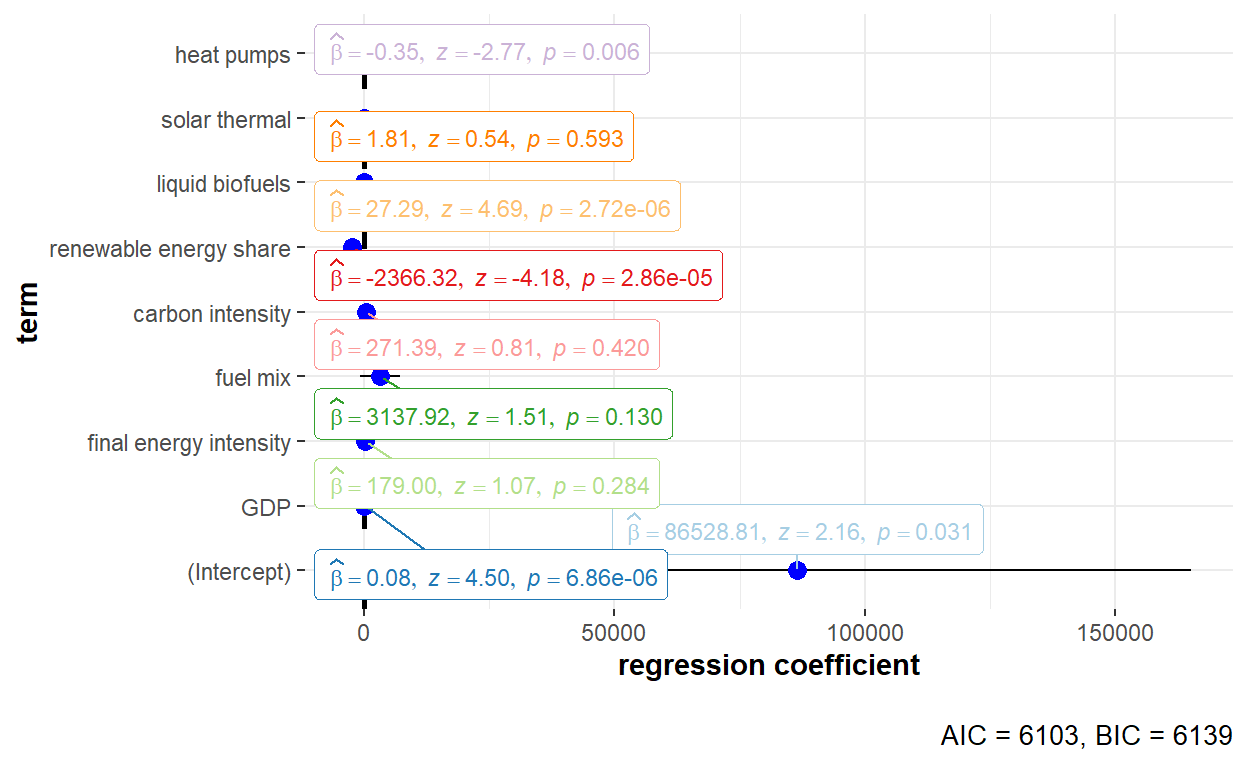 heat pumps
β̂ = -0.35, z = -2.77, p = 0.006
solar thermal
β̂ = 1.81, z = 0.54, p = 0.593
liquid biofuels
β̂ = 27.29, z = 4.69, p = 2.72e-06
renewable energy share
β̂ = -2366.32, z = -4.18, p = 2.86e-05
carbon intensity
β̂ = 271.39, z = 0.81, p = 0.420
fuel mix
β̂ = 3137.92, z = 1.51, p = 0.130
final energy intensity
β̂ = 179.00, z = 1.07, p = 0.284
GDP
β̂ = 86528.81, z = 2.16, p = 0.031
(Intercept)
β̂ = 0.08, z = 4.50, p = 6.86e-06
term
0 50000 100000 150000
regression coefficient
AIC = 6103, BIC = 6139